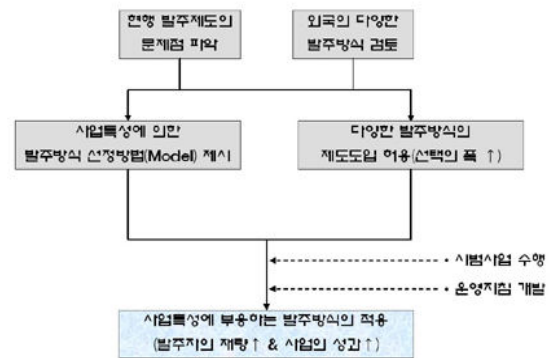 현행 발주제도의
문제점 파악
외국의 다양한
발주방식 검토
사업특성에 의한
발주방식 선정방법(Model) 제시
다양한 발주방식의
제도도입 허용(선택의 폭 ↑)
• 시범사업 수행
• 운영지침 개발
사업특성에 부응하는 발주방식의 적용
(발주자의 재량↑ & 사업의 성과↑)